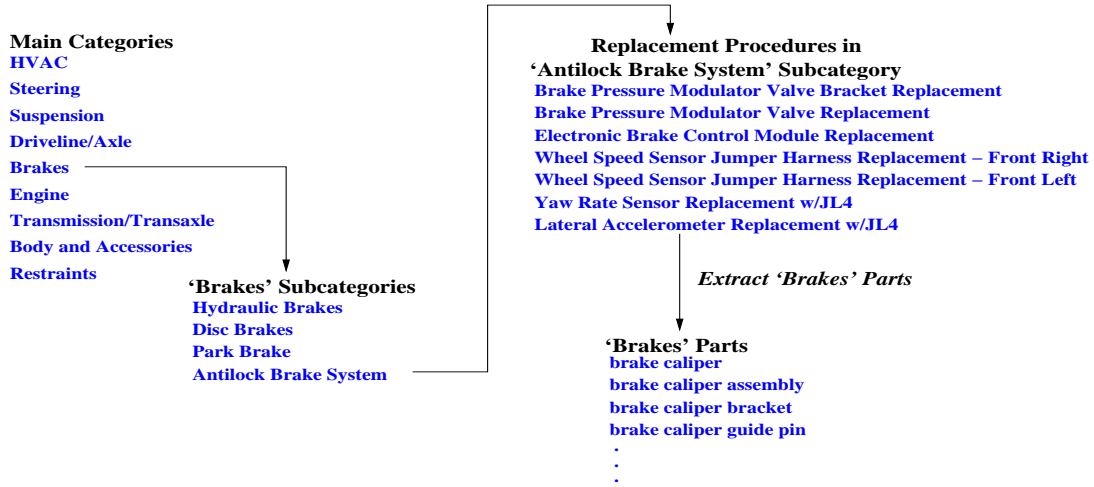 Main Categories
HVAC
Steering
Suspension
Driveline/Axle
Brakes
Engine
Transmission/Transaxle
Body and Accessories
Restraints
‘Brakes’ Subcategories
Hydraulic Brakes
Disc Brakes
Park Brake
Antilock Brake System
Replacement Procedures in
‘Antilock Brake System’ Subcategory
Brake Pressure Modulator Valve Bracket Replacement
Brake Pressure Modulator Valve Replacement
Electronic Brake Control Module Replacement
Wheel Speed Sensor Jumper Harness Replacement – Front Right
Wheel Speed Sensor Jumper Harness Replacement – Front Left
Yaw Rate Sensor Replacement w/JL4
Lateral Accelerometer Replacement w/JL4
Extract ‘Brakes’ Parts
‘Brakes’ Parts
brake caliper
brake caliper assembly
brake caliper bracket
brake caliper guide pin
.
.
.